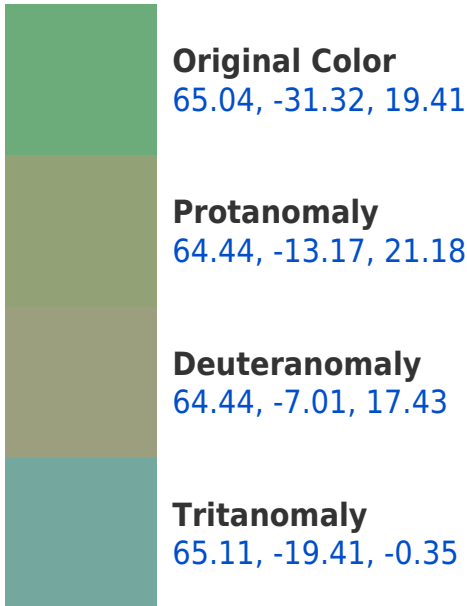 Original Color
65.04, -31.32, 19.41
Protanomaly
64.44, -13.17, 21.18
Deuteranomaly
64.44, -7.01, 17.43
Tritanomaly
65.11, -19.41, -0.35